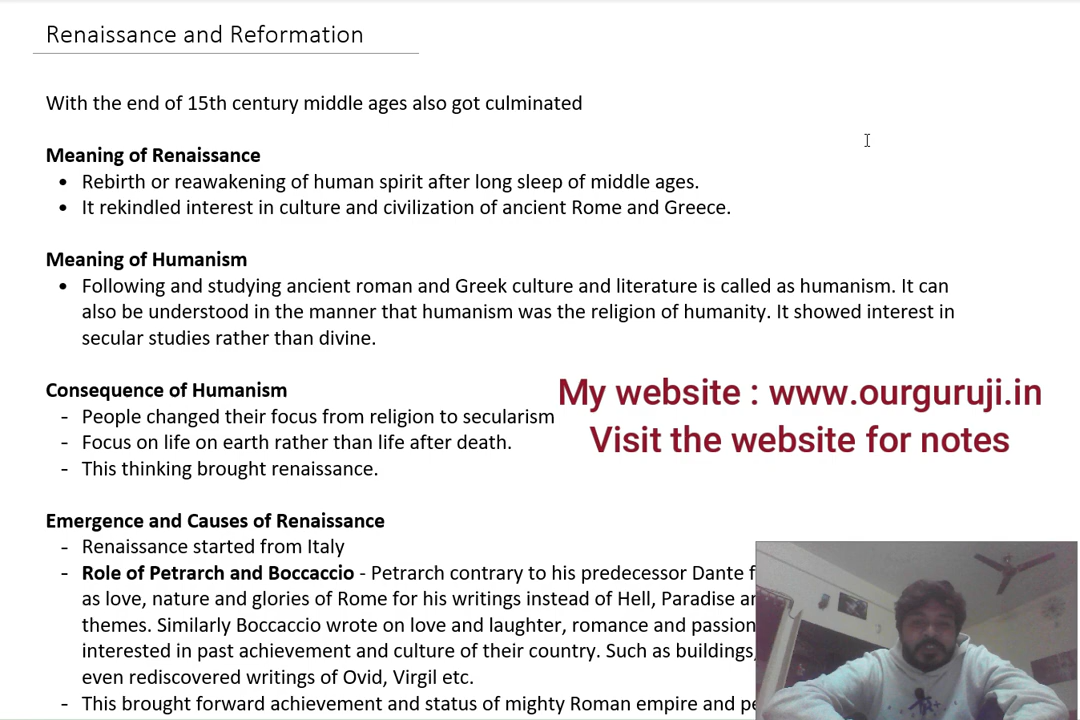 Renaissance and Reformation
With the end of 15th century middle ages also got culminated
Meaning of Renaissance
• Rebirth or reawakening of human spirit after long sleep of middle ages.
• It rekindled interest in culture and civilization of ancient Rome and Greece.
Meaning of Humanism
• Following and studying ancient roman and Greek culture and literature is called as humanism. It can
also be understood in the manner that humanism was the religion of humanity. It showed interest in
secular studies rather than divine.
Consequence of Humanism
- People changed their focus from religion to secularism
- Focus on life on earth rather than life after death.
- This thinking brought renaissance.
My website : www.ourguruji.in
Visit the website for notes
Emergence and Causes of Renaissance
- Renaissance started from Italy
- Role of Petrarch and Boccaccio - Petrarch contrary to his predecessor Dante
as love, nature and glories of Rome for his writings instead of Hell, Paradise
themes. Similarly Boccaccio wrote on love and laughter, romance and passion
interested in past achievement and culture of their country. Such as buildings,
even rediscovered writings of Ovid, Virgil etc.
- This brought forward achievement and status of mighty Roman empire and